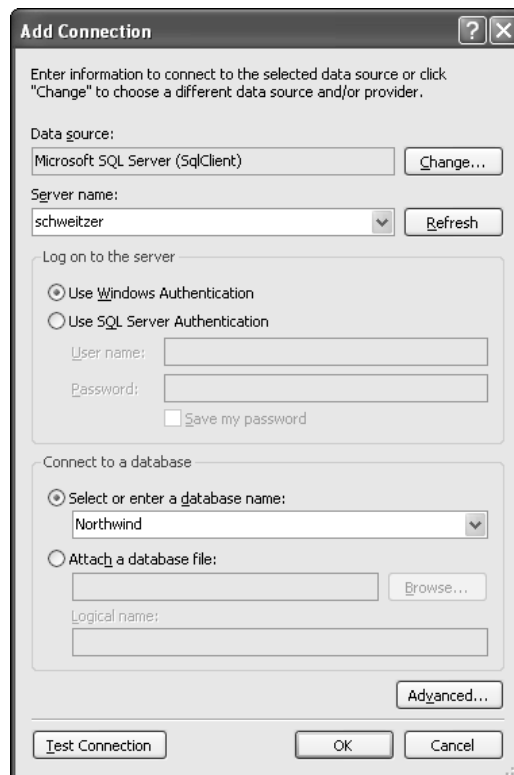 Add Connection
Enter information to connect to the selected data source or click
"Change" to choose a different data source and/or provider.
Data source:
Microsoft SQL Server (SqlClient)
Change...
Server name:
schweitzer
Refresh
Log on to the server
Use Windows Authentication
Use SQL Server Authentication
User name:
Password:
Save my password
Connect to a database
Select or enter a database name:
Northwind
Attach a database file:
Browse...
Logical name:
Advanced...
Test Connection
OK
Cancel